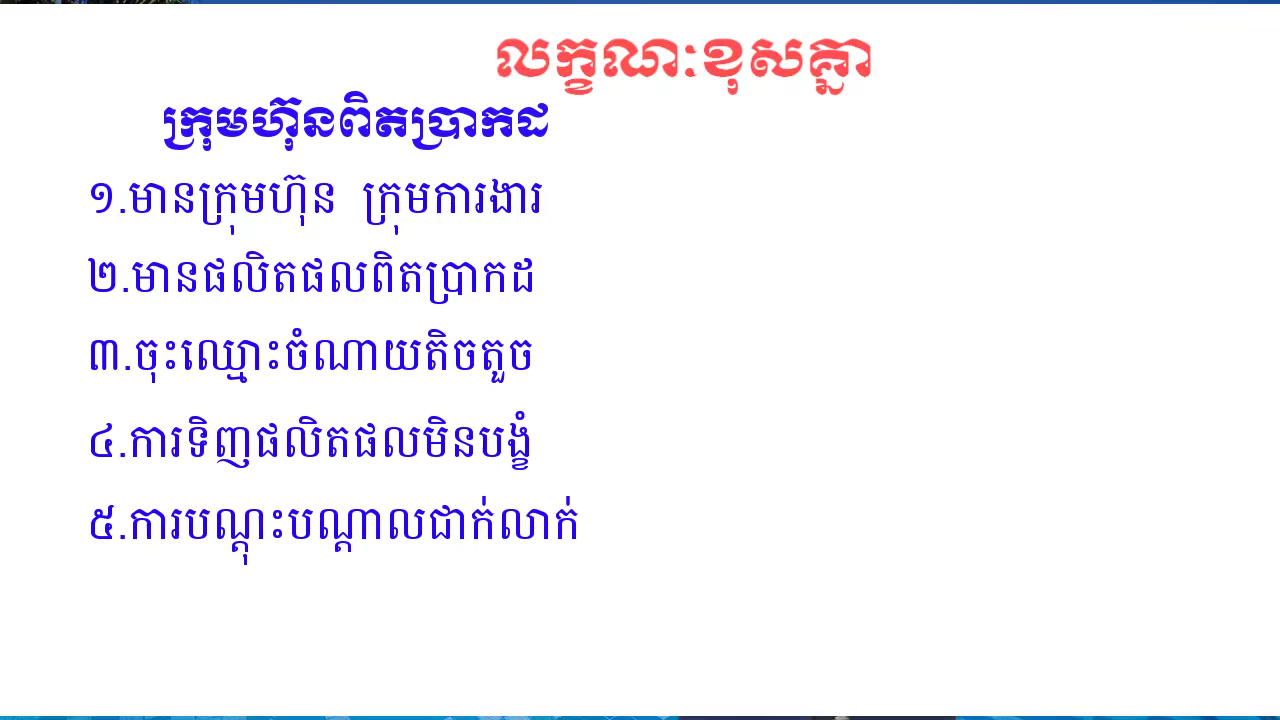 លក្ខណៈខុសគ្នា
ក្រុមហ៊ុនពិតប្រាកដ
១.មានក្រុមហ៊ុន ក្រុមការងារ
២.មានផលិតផលពិតប្រាកដ
៣.ចុះឈ្មោះចំណាយតិចតួច
៤.ការទិញផលិតផលមិនបង្ខំ
៥.ការបណ្តុះបណ្តាលជាក់លាក់